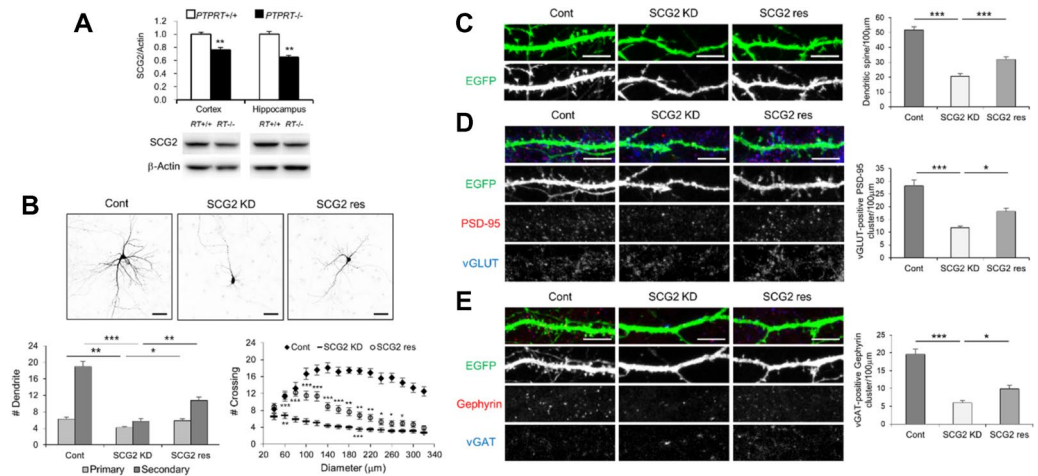 A
PTPRT+/+ PTPRT-/-
SCG2/Actin
1.2
1.0
0.8
0.6
0.4
0.2
0.0
** **
Cortex Hippocampus
RT+/+ RT-/- RT+/+ RT-/-
SCG2
β-Actin
B
Cont SCG2 KD SCG2 res
# Dendrite
24
20
16
12
8
4
0
*** **
** *
Cont SCG2 KD SCG2 res
Primary Secondary
# Crossing
20
16
12
8
4
0
Cont SCG2 KD SCG2 res
20 60 100 140 180 220 260 300 340
Diameter (μm)
C
Cont SCG2 KD SCG2 res
EGFP
Dendritic spine/100μm
60
50
40
30
20
10
0
*** ***
Cont SCG2 KD SCG2 res
D
Cont SCG2 KD SCG2 res
EGFP
PSD-95
vGLUT
vGLUT-positive PSD-95
cluster/100μm
35
30
25
20
15
10
5
0
*** *
Cont SCG2 KD SCG2 res
E
Cont SCG2 KD SCG2 res
EGFP
Gephyrin
vGAT
vGAT-positive Gephyrin
cluster/100μm
25
20
15
10
5
0
*** *
Cont SCG2 KD SCG2 res